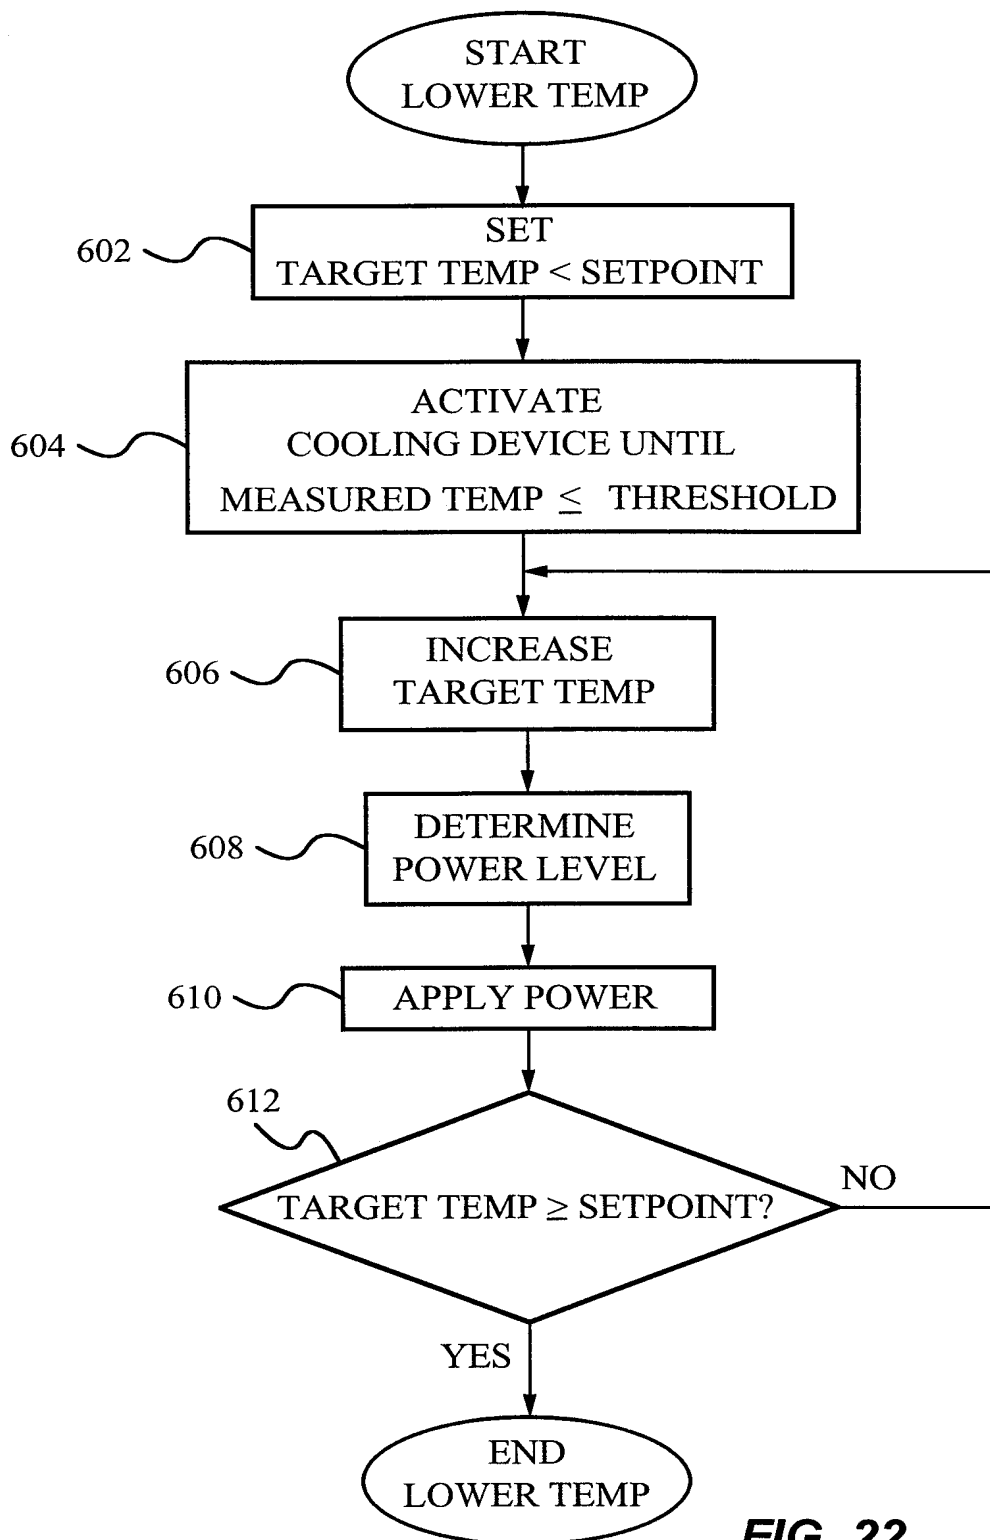 START
LOWER TEMP
602
SET
TARGET TEMP < SETPOINT
604
ACTIVATE
COOLING DEVICE UNTIL
MEASURED TEMP ≤ THRESHOLD
606
INCREASE
TARGET TEMP
608
DETERMINE
POWER LEVEL
610
APPLY POWER
612
TARGET TEMP ≥ SETPOINT?
NO
YES
END
LOWER TEMP
FIG. 22